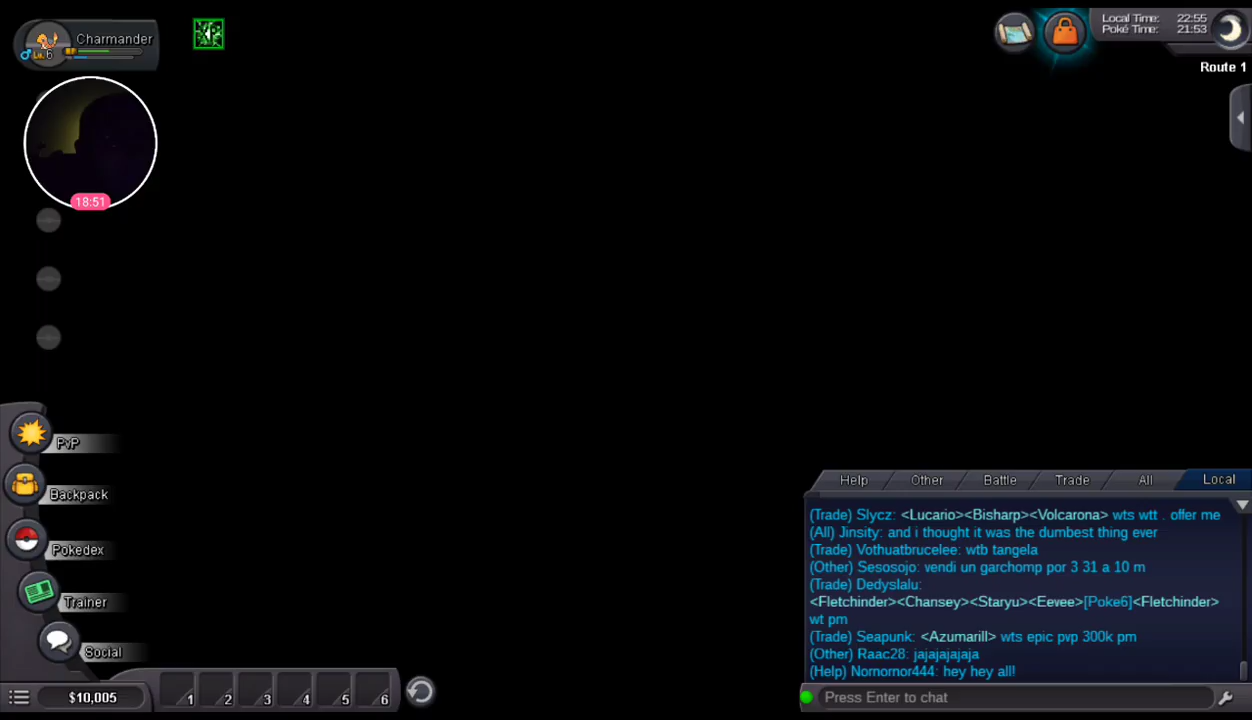 Charmander
Lv. 6
Local Time: 22:55
Poké Time: 21:53
Route 1
18:51
PvP
Backpack
Pokedex
Trainer
Social
$10,005
1 2 3 4 5 6
Help Other Battle Trade All Local
(Trade) Slycz: <Lucario><Bisharp><Volcarona> wts wtt . offer me
(All) Jinsity: and i thought it was the dumbest thing ever
(Trade) Vothuatbrucelee: wtb tangela
(Other) Sesosojo: vendi un garchomp por 3 31 a 10 m
(Trade) Dedyslalu:
<Fletchinder><Chansey><Staryu><Eevee>[Poke6]<Fletchinder>
wt pm
(Trade) Seapunk: <Azumarill> wts epic pvp 300k pm
(Other) Raac28: jajajajajaja
(Help) Nornornor444: hey hey all!
Press Enter to chat